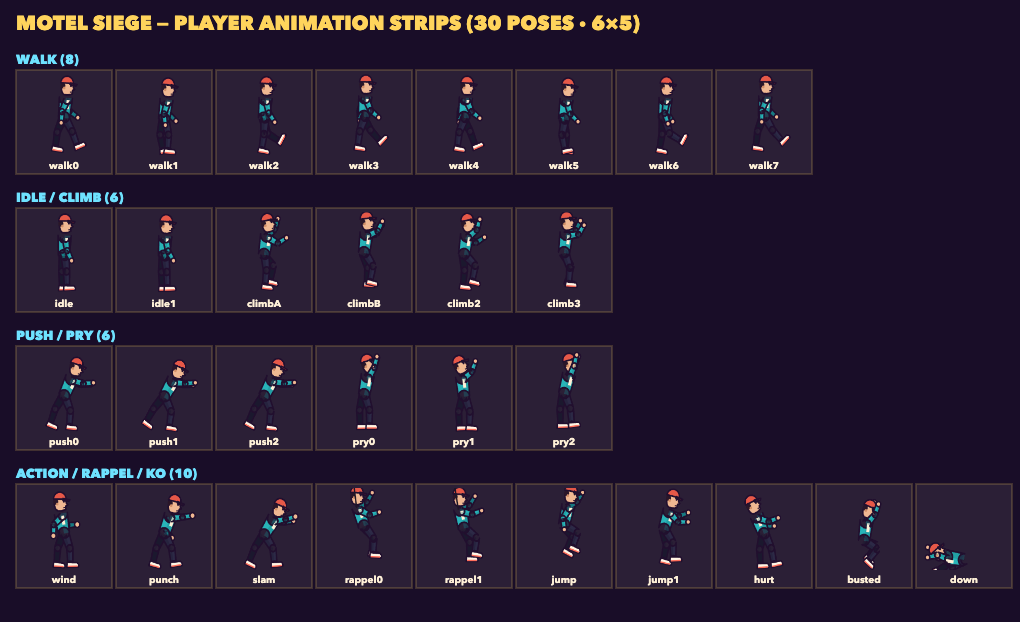 MOTEL SIEGE – PLAYER ANIMATION STRIPS (30 POSES • 6×5)
WALK (8)
walk0 walk1 walk2 walk3 walk4 walk5 walk6 walk7
IDLE / CLIMB (6)
idle idle1 climbA climbB climb2 climb3
PUSH / PRY (6)
push0 push1 push2 pry0 pry1 pry2
ACTION / RAPPEL / KO (10)
wind punch slam rappel0 rappel1 jump jump1 hurt busted down